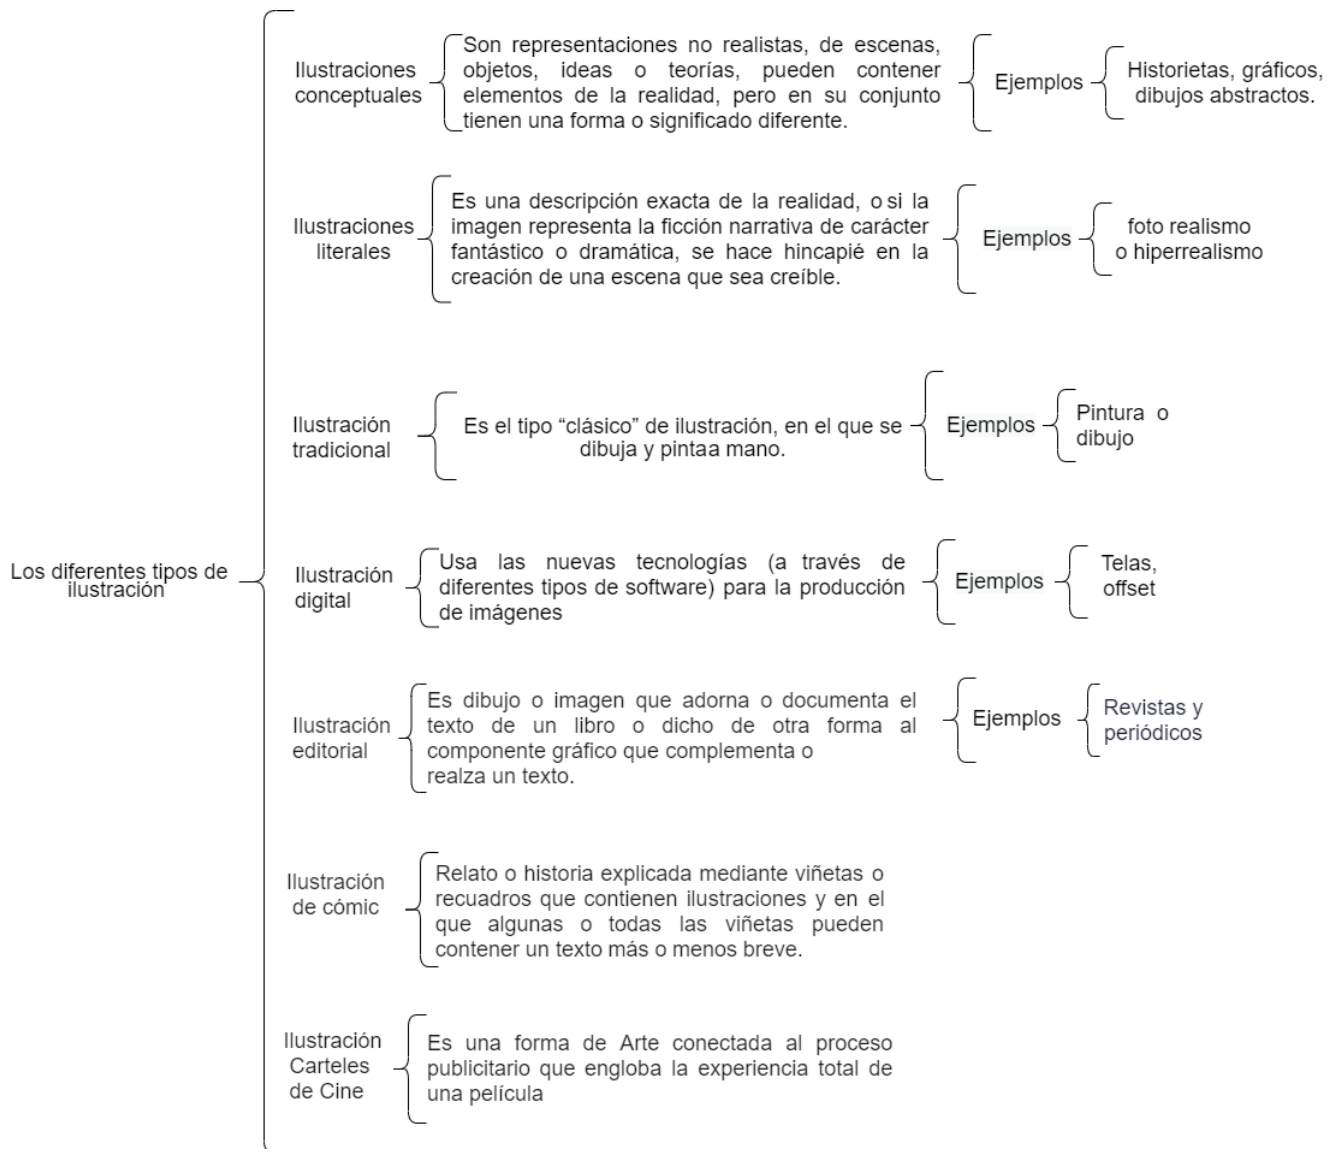 Los diferentes tipos de
ilustración
Ilustraciones
conceptuales
Son representaciones no realistas, de escenas,
objetos, ideas o teorías, pueden contener
elementos de la realidad, pero en su conjunto
tienen una forma o significado diferente.
Ejemplos
Historietas, gráficos,
dibujos abstractos.
Ilustraciones
literales
Es una descripción exacta de la realidad, o si la
imagen representa la ficción narrativa de carácter
fantástico o dramática, se hace hincapié en la
creación de una escena que sea creíble.
Ejemplos
foto realismo
o hiperrealismo
Ilustración
tradicional
Es el tipo “clásico” de ilustración, en el que se
dibuja y pintaa mano.
Ejemplos
Pintura o
dibujo
Ilustración
digital
Usa las nuevas tecnologías (a través de
diferentes tipos de software) para la producción
de imágenes
Ejemplos
Telas,
offset
Ilustración
editorial
Es dibujo o imagen que adorna o documenta el
texto de un libro o dicho de otra forma al
componente gráfico que complementa o
realza un texto.
Ejemplos
Revistas y
periódicos
Ilustración
de cómic
Relato o historia explicada mediante viñetas o
recuadros que contienen ilustraciones y en el
que algunas o todas las viñetas pueden
contener un texto más o menos breve.
Ilustración
Carteles
de Cine
Es una forma de Arte conectada al proceso
publicitario que engloba la experiencia total de
una película